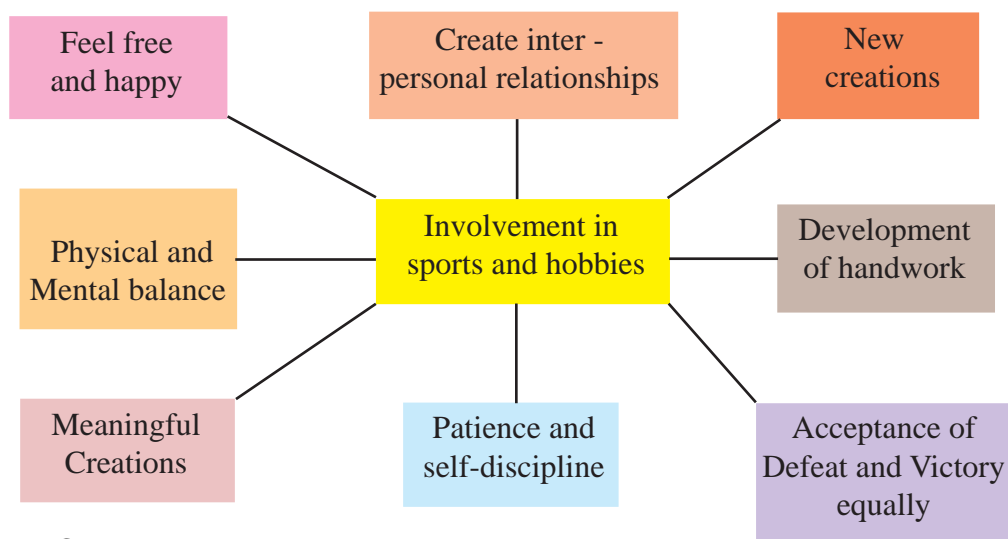 Feel free
and happy
Create inter -
personal relationships
New
creations
Physical and
Mental balance
Involvement in
sports and hobbies
Development
of handwork
Meaningful
Creations
Patience and
self-discipline
Acceptance of
Defeat and Victory
equally